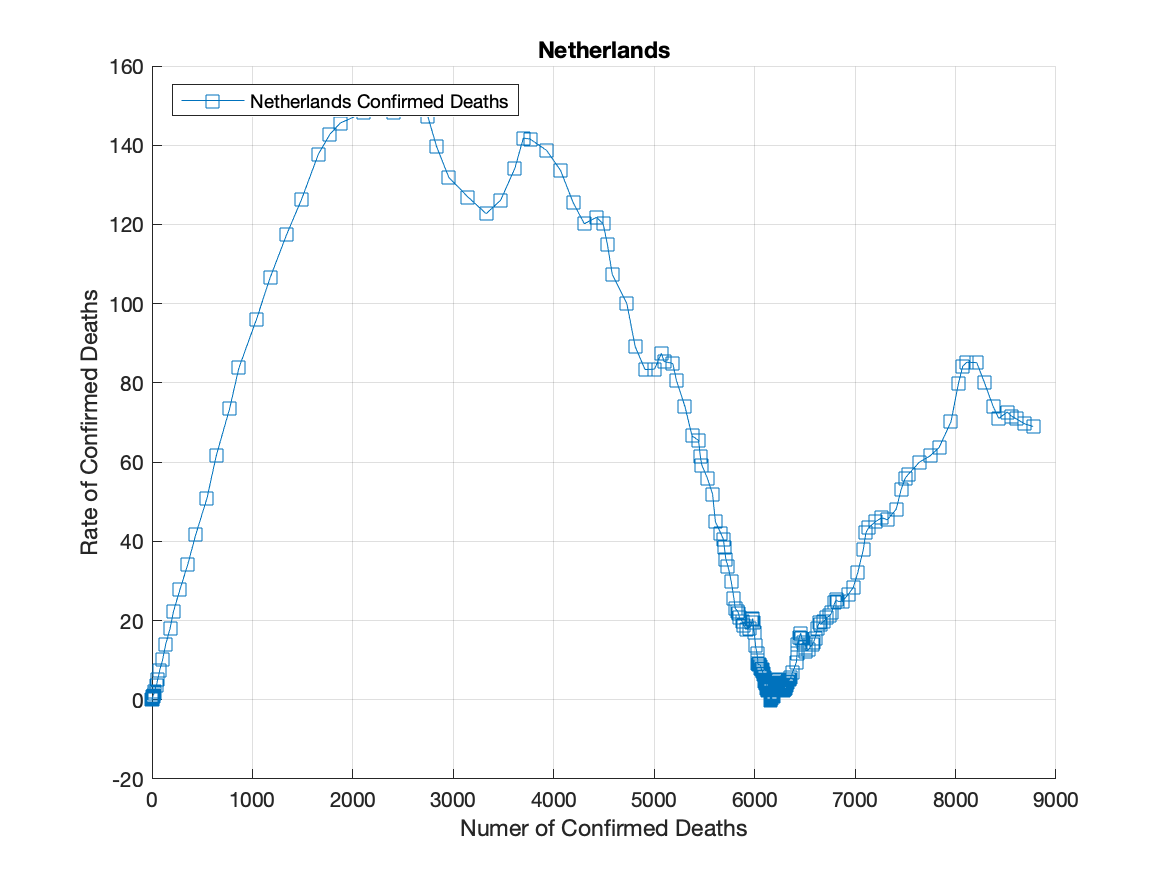 Netherlands
160
140
120
100
80
60
40
20
0
-20
Netherlands Confirmed Deaths
Rate of Confirmed Deaths
0 1000 2000 3000 4000 5000 6000 7000 8000 9000
Numer of Confirmed Deaths